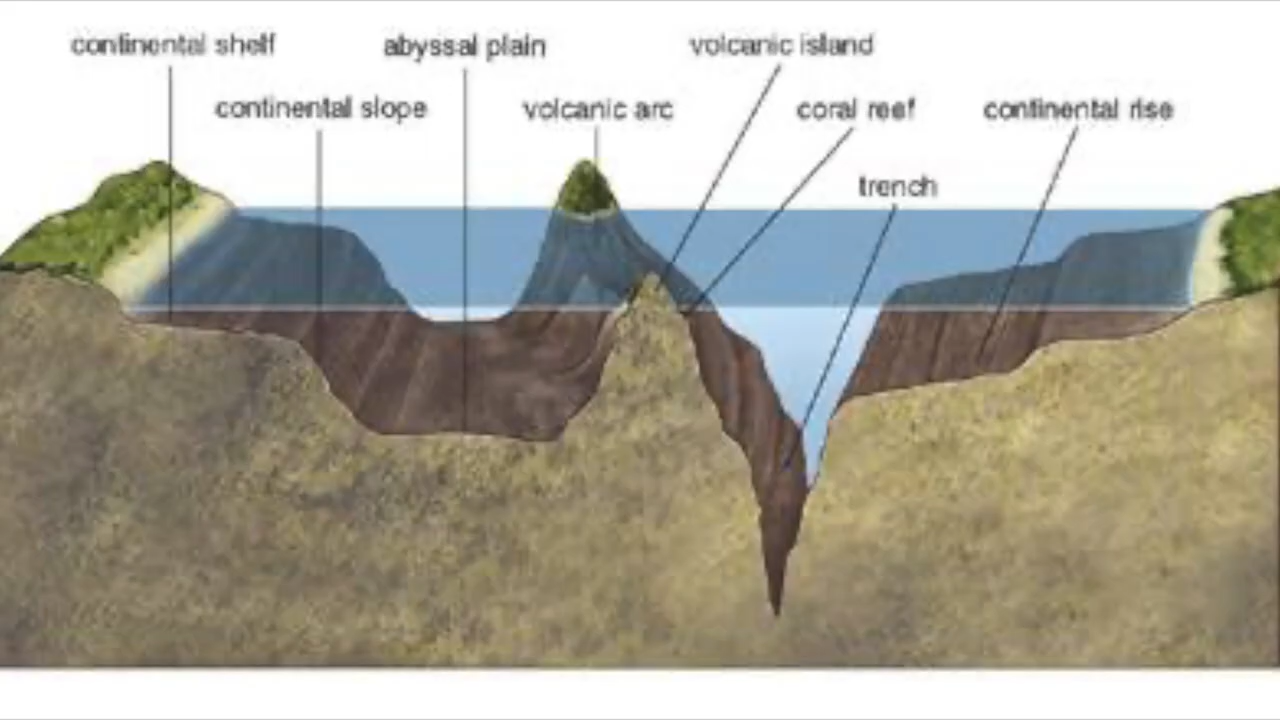 continental shelf
abyssal plain
volcanic island
continental slope
volcanic arc
coral reef
continental rise
trench